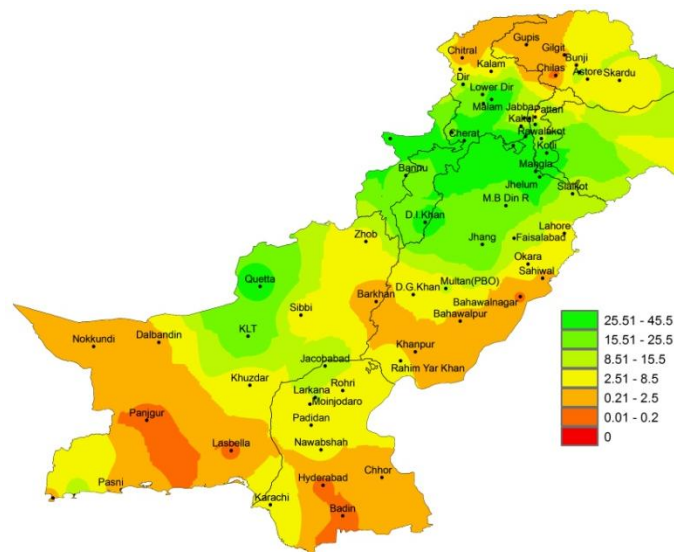 Gupis
Gilgit
Chitral
Bunji
Kalam
Chilas
Astore
Skardu
Dir
Lower Dir
Malam Jabbar
Pattan
Kakul
Cherat
Rawalakot
Kotli
Mangla
Bannu
Jhelum
Sialkot
M.B Din R
D.I.Khan
Zhob
Lahore
Faisalabad
Jhang
Okara
Sahiwal
Quetta
Multan(PBO)
D.G.Khan
Barkhan
Bahawalnagar
Sibbi
Bahawalpur
25.51 - 45.5
15.51 - 25.5
8.51 - 15.5
2.51 - 8.5
0.21 - 2.5
0.01 - 0.2
0
KLT
Nokkundi
Dalbandin
Khanpur
Rahim Yar Khan
Jacobabad
Khuzdar
Rohri
Larkana
Moinjodaro
Panjgur
Padidan
Lasbella
Nawabshah
Pasni
Hyderabad
Chhor
Karachi
Badin